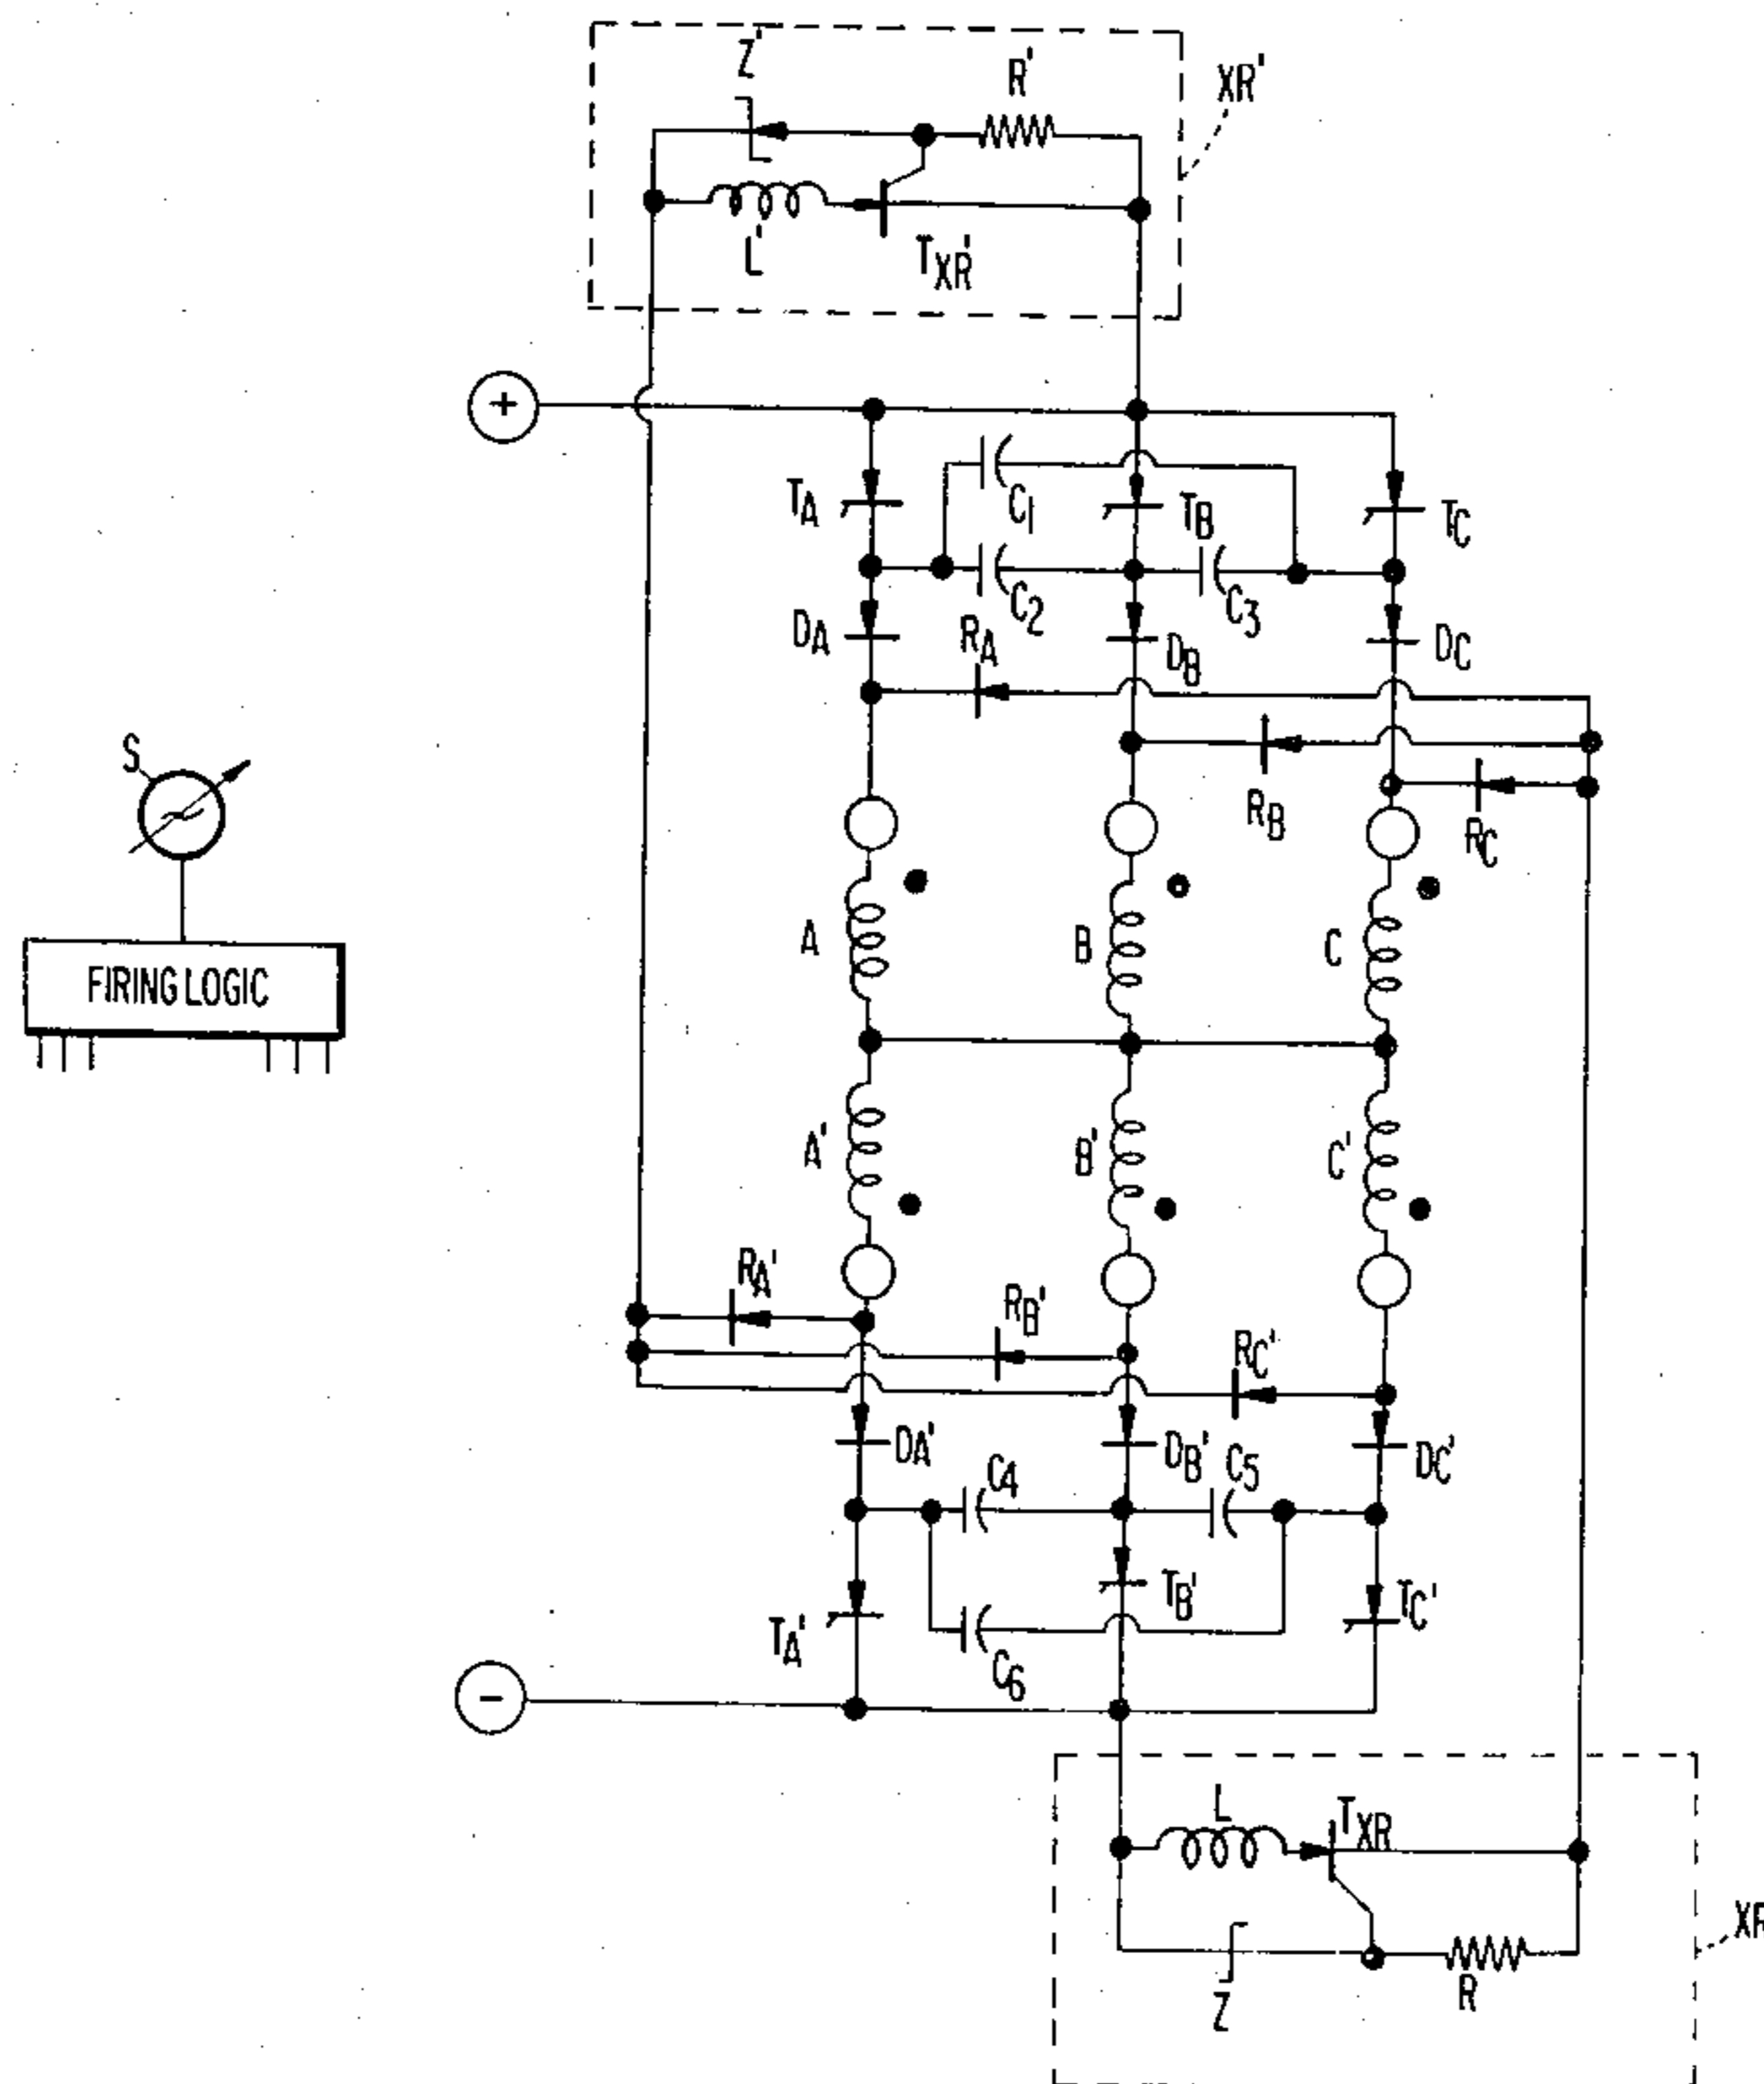 Z'
R'
XR'
L'
TXR'
+
TA
C1
TB
TC
C2
C3
DA
RA
DB
DC
S
RB
RC
FIRING LOGIC
A
B
C
A'
B'
C'
RA'
RB'
RC'
DA'
C4
DB'
C5
DC'
TA'
TB'
TC'
C6
-
L
TXR
XR
Z
R